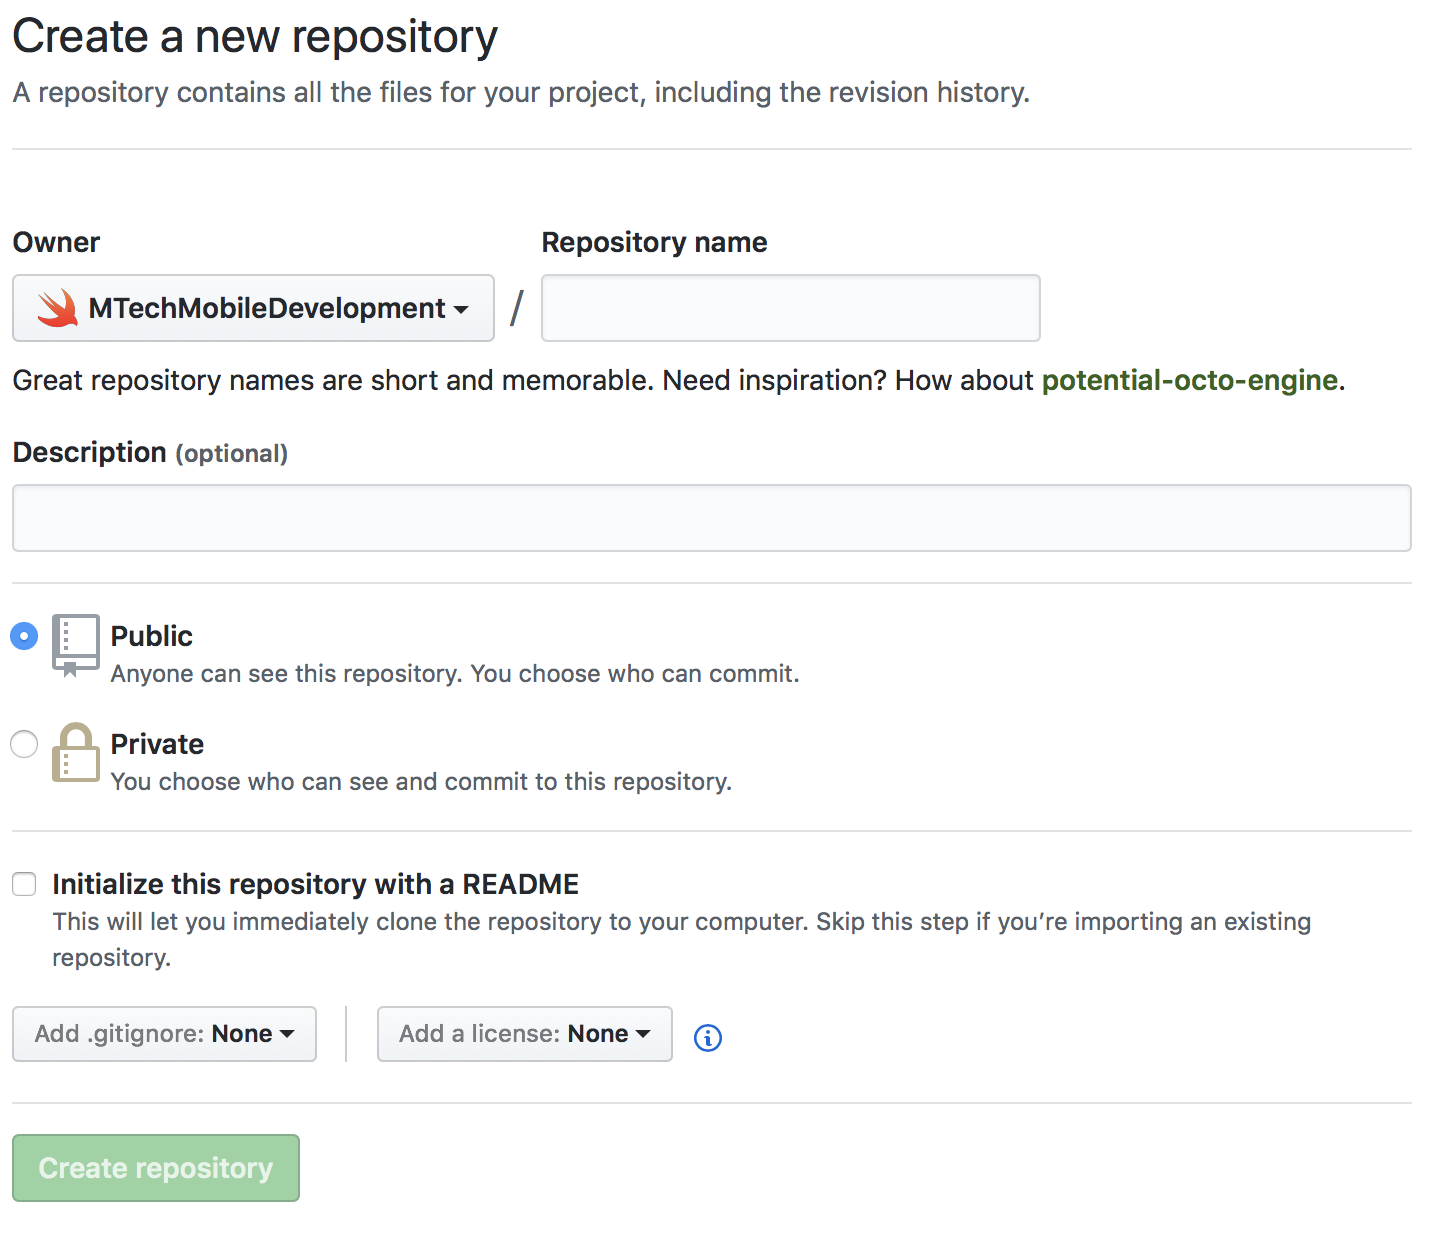 Create a new repository
A repository contains all the files for your project, including the revision history.
Owner
Repository name
MTechMobileDevelopment
/
Great repository names are short and memorable. Need inspiration? How about potential-octo-engine.
Description (optional)
Public
Anyone can see this repository. You choose who can commit.
Private
You choose who can see and commit to this repository.
Initialize this repository with a README
This will let you immediately clone the repository to your computer. Skip this step if you’re importing an existing
repository.
Add .gitignore: None
Add a license: None
Create repository